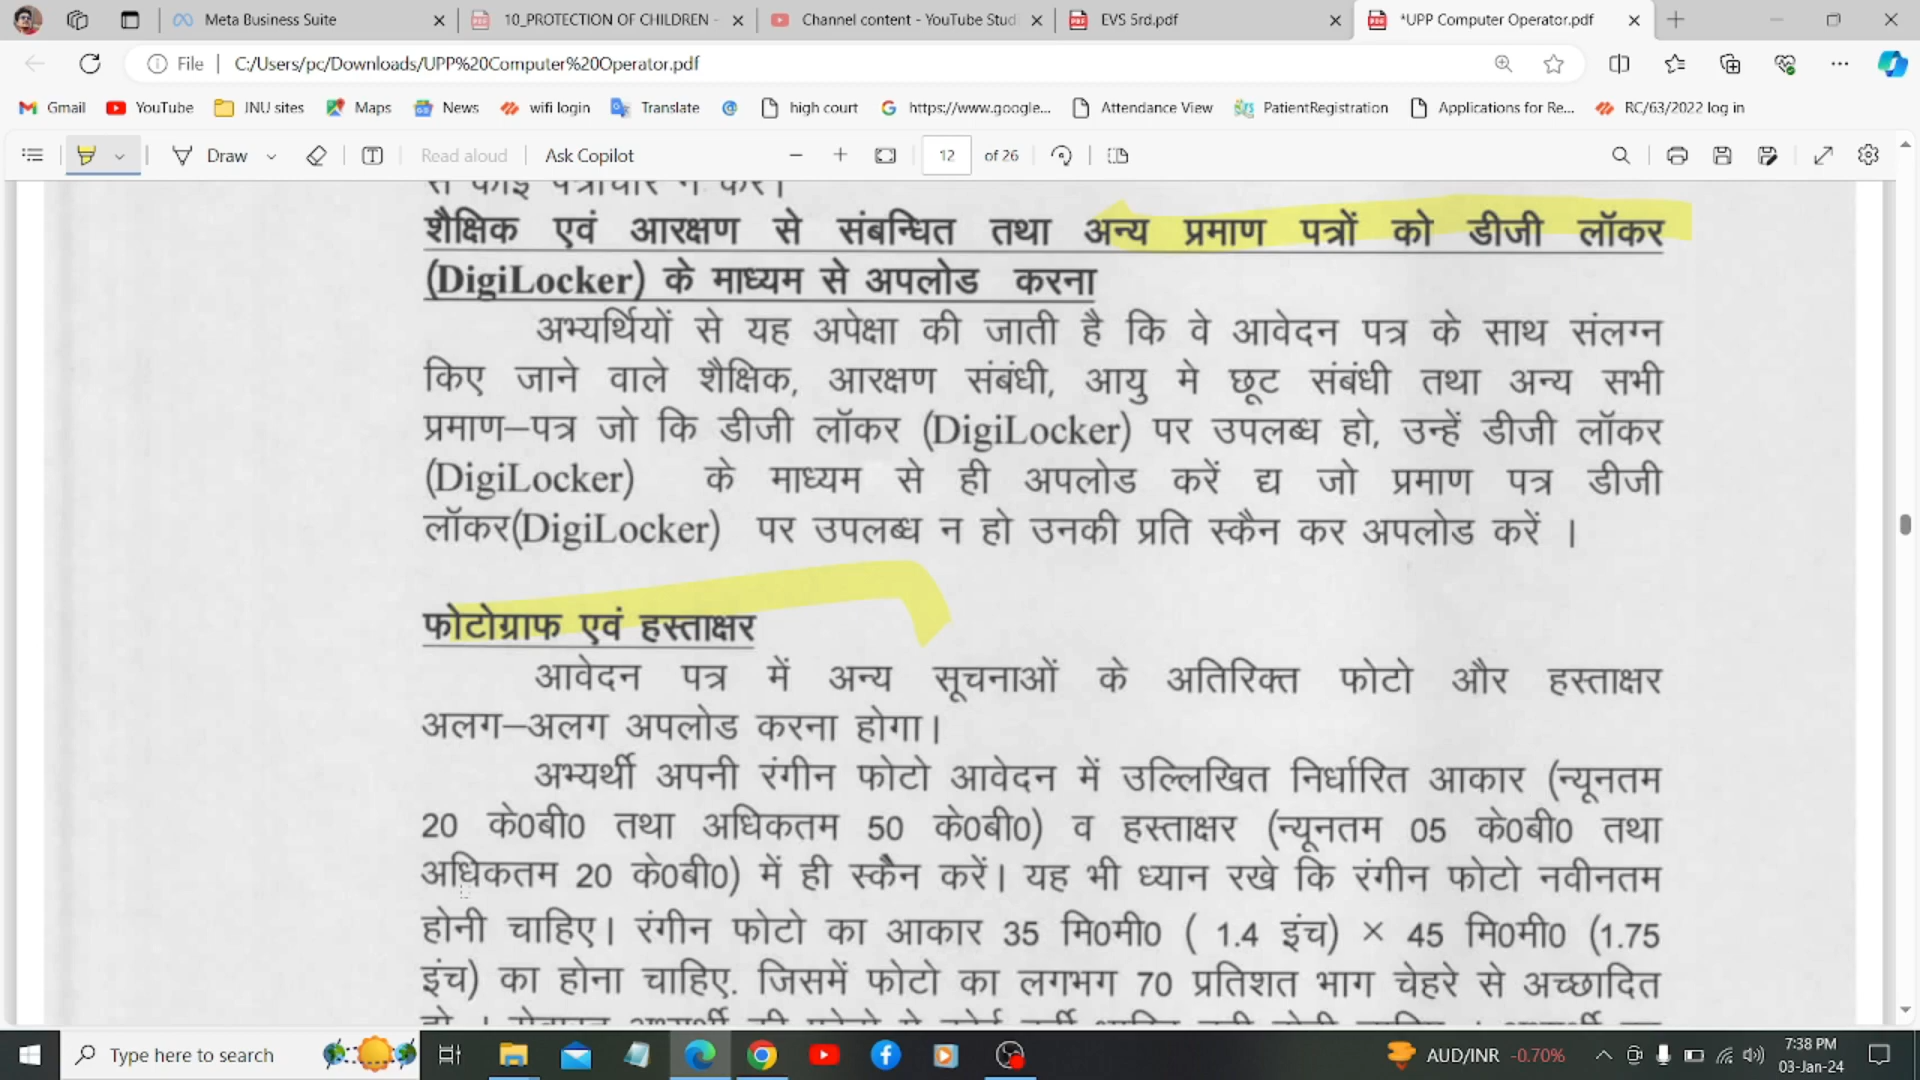 Meta Business Suite
10_PROTECTION OF CHILDREN -
Channel content - YouTube Stud
EVS 5rd.pdf
*UPP Computer Operator.pdf
File
C:/Users/pc/Downloads/UPP%20Computer%20Operator.pdf
Gmail YouTube JNU sites Maps News wifi login Translate high court https://www.google... Attendance View PatientRegistration Applications for Re... RC/63/2022 log in
Draw Read aloud Ask Copilot 12 of 26
शैक्षिक एवं आरक्षण से संबन्धित तथा अन्य प्रमाण पत्रों को डीजी लॉकर
(DigiLocker) के माध्यम से अपलोड करना
अभ्यर्थियों से यह अपेक्षा की जाती है कि वे आवेदन पत्र के साथ संलग्न
किए जाने वाले शैक्षिक, आरक्षण संबंधी, आयु मे छूट संबंधी तथा अन्य सभी
प्रमाण–पत्र जो कि डीजी लॉकर (DigiLocker) पर उपलब्ध हो, उन्हें डीजी लॉकर
(DigiLocker) के माध्यम से ही अपलोड करें द्य जो प्रमाण पत्र डीजी
लॉकर(DigiLocker) पर उपलब्ध न हो उनकी प्रति स्कैन कर अपलोड करें ।
फोटोग्राफ एवं हस्ताक्षर
आवेदन पत्र में अन्य सूचनाओं के अतिरिक्त फोटो और हस्ताक्षर
अलग–अलग अपलोड करना होगा।
अभ्यर्थी अपनी रंगीन फोटो आवेदन में उल्लिखित निर्धारित आकार (न्यूनतम
20 के0बी0 तथा अधिकतम 50 के0बी0) व हस्ताक्षर (न्यूनतम 05 के0बी0 तथा
अधिकतम 20 के0बी0) में ही स्कैन करें। यह भी ध्यान रखे कि रंगीन फोटो नवीनतम
होनी चाहिए। रंगीन फोटो का आकार 35 मि0मी0 ( 1.4 इंच) × 45 मि0मी0 (1.75
इंच) का होना चाहिए. जिसमें फोटो का लगभग 70 प्रतिशत भाग चेहरे से अच्छादित
Type here to search
AUD/INR -0.70%
7:38 PM
03-Jan-24